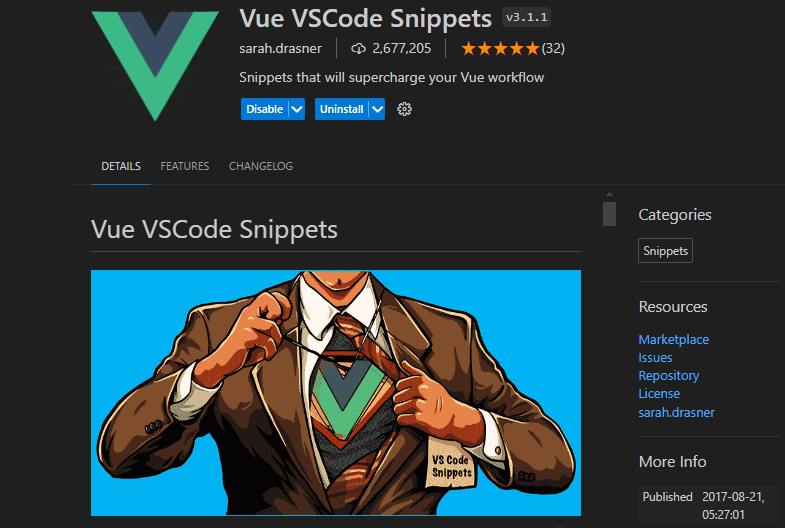 Vue VSCode Snippets v3.1.1
sarah.drasner 2,677,205 (32)
Snippets that will supercharge your Vue workflow
Disable Uninstall
DETAILS FEATURES CHANGELOG
Vue VSCode Snippets
VS Code
Snippets
Categories
Snippets
Resources
Marketplace
Issues
Repository
License
sarah.drasner
More Info
Published 2017-08-21,
05:27:01